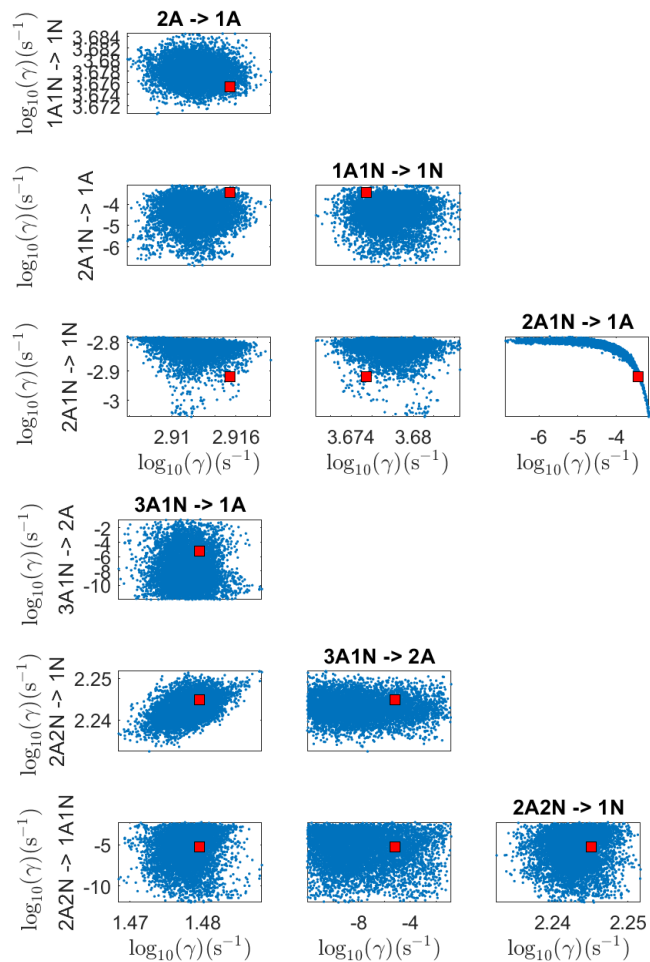 2A -> 1A
log10(γ)(s−1)
1A1N -> 1N
3.684
3.682
3.68
3.678
3.676
3.674
3.672
1A1N -> 1N
log10(γ)(s−1)
2A1N -> 1A
-4
-5
-6
2A1N -> 1A
log10(γ)(s−1)
2A1N -> 1N
-2.8
-2.9
-3
2.91 2.916 3.674 3.68 -6 -5 -4
log10(γ)(s−1) log10(γ)(s−1) log10(γ)(s−1)
3A1N -> 1A
log10(γ)(s−1)
3A1N -> 2A
-2
-4
-6
-8
-10
3A1N -> 2A
log10(γ)(s−1)
2A2N -> 1N
2.25
2.24
2A2N -> 1N
log10(γ)(s−1)
2A2N -> 1A1N
-5
-10
1.47 1.48 -8 -4 2.24 2.25
log10(γ)(s−1) log10(γ)(s−1) log10(γ)(s−1)